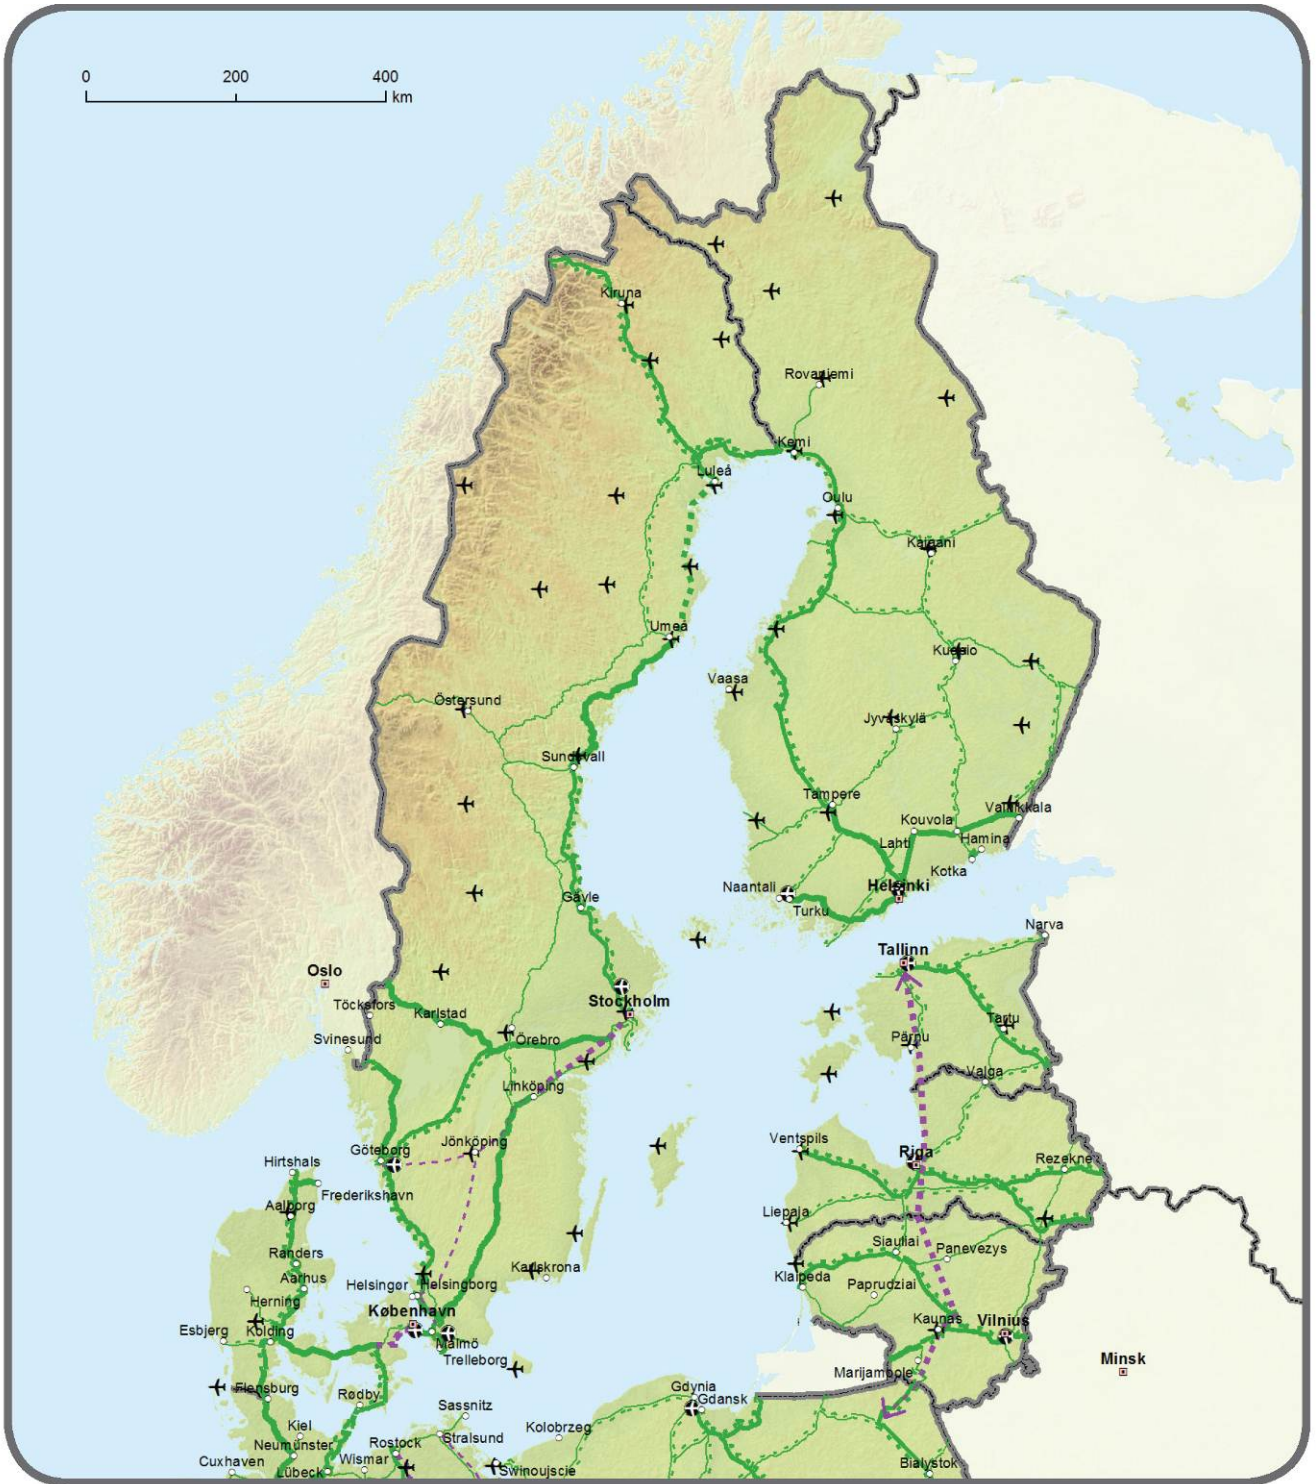 0 200 400
km
Kiruna
Rovaniemi
Kemi
Luleå
Oulu
Kajaani
Umeå
Kuopio
Vaasa
Östersund
Jyväskylä
Sundsvall
Tampere
Vainikkala
Kouvola
Lahti
Hamina
Kotka
Naantali
Helsinki
Gävle
Turku
Narva
Tallinn
Oslo
Stockholm
Töcksfors
Karlstad
Tartu
Svinesund
Örebro
Pärnu
Valga
Linköping
Ventspils
Göteborg
Jönköping
Riga
Rezekne
Hirtshals
Frederikshavn
Aalborg
Liepaja
Siauliai
Panevezys
Randers
Karlskrona
Aarhus
Helsingør
Helsingborg
Klaipeda
Paprudziai
Herning
København
Kaunas
Vilnius
Esbjerg
Kolding
Malmö
Trelleborg
Minsk
Marijampole
Flensburg
Rødby
Gdynia
Gdansk
Sassnitz
Kiel
Kolobrzeg
Neumünster
Rostock
Stralsund
Cuxhaven
Wismar
Lübeck
Swinoujscie
Bialystok